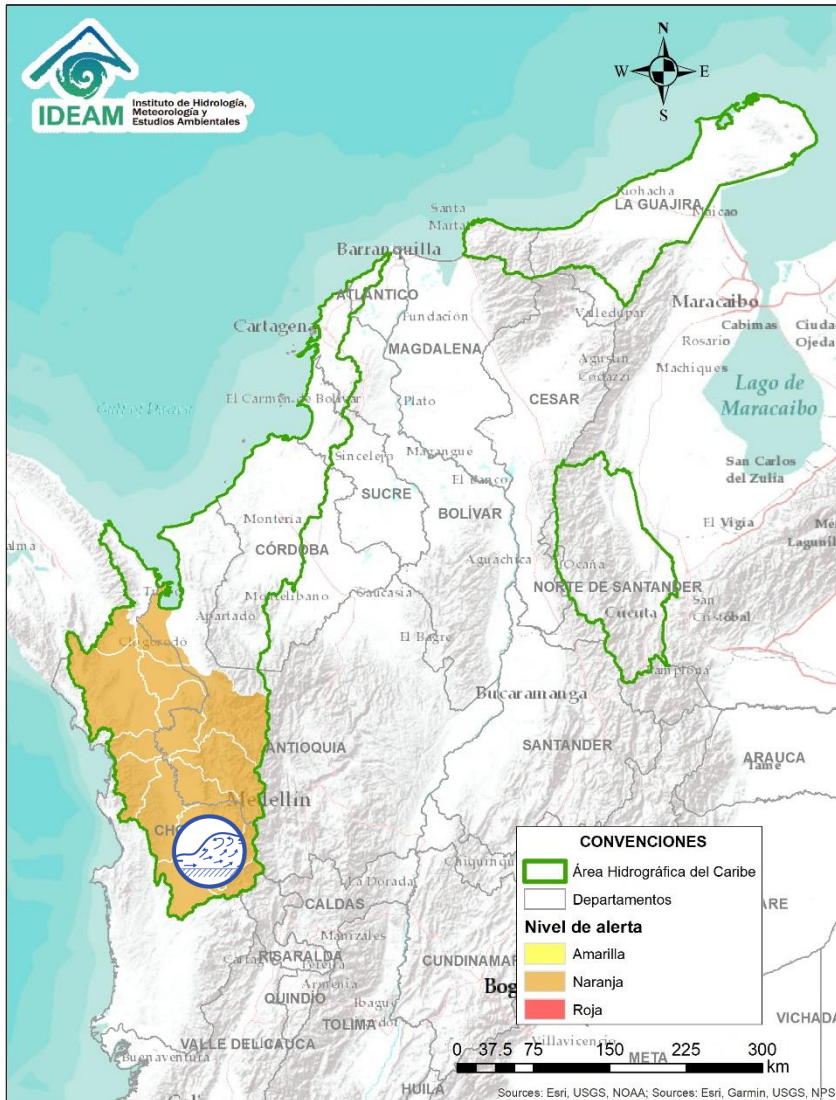 IDEAM
Instituto de Hidrología,
Meteorología y
Estudios Ambientales
N
W
E
S
Riohacha
LA GUAJIRA
Maicao
Santa
Marta
Barranquilla
ATLÁNTICO
Cartagena
Fundación
Valledupar
Maracaibo
Cabimas
Ciuda
Ojeda
Rosario
MAGDALENA
Machiques
Agustín
Codazzi
Lago de
Maracaibo
El Carmen de Bolívar
Plato
CESAR
Sincelejo
Magangué
San Carlos
del Zulia
SUCRE
El Banco
BOLÍVAR
Montería
El Vigía
CÓRDOBA
Aguachica
Ocaña
NORTE DE SANTANDER
Cúcuta
San
Cristóbal
Montelíbano
Caucasia
Apartadó
El Bagre
Chigorodó
Pamplona
Bucaramanga
ANTIOQUIA
SANTANDER
ARAUCA
Tame
Medellín
CHO
Chiquinqu
La Dorada
CALDAS
Manizales
RISARALDA
Pereira
Armenia
QUINDÍO
Ibagué
TOLIMA
CUNDINAMAR
Bog
VALLE DEL CAUCA
Buenaventura
Villavicencio
META
HUILA
VICHADA
CONVENCIONES
Área Hidrográfica del Caribe
Departamentos
Nivel de alerta
Amarilla
Naranja
Roja
0 37.5 75 150 225 300
km
Sources: Esri, USGS, NOAA; Sources: Esri, Garmin, USGS, NPS